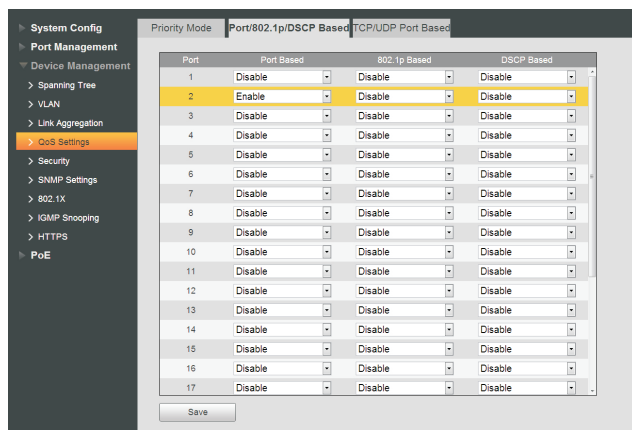 System Config
Port Management
Device Management
Spanning Tree
VLAN
Link Aggregation
QoS Settings
Security
SNMP Settings
802.1X
IGMP Snooping
HTTPS
PoE
Priority Mode Port/802.1p/DSCP Based TCP/UDP Port Based
Port Port Based 802.1p Based DSCP Based
1 Disable Disable Disable
2 Enable Disable Disable
3 Disable Disable Disable
4 Disable Disable Disable
5 Disable Disable Disable
6 Disable Disable Disable
7 Disable Disable Disable
8 Disable Disable Disable
9 Disable Disable Disable
10 Disable Disable Disable
11 Disable Disable Disable
12 Disable Disable Disable
13 Disable Disable Disable
14 Disable Disable Disable
15 Disable Disable Disable
16 Disable Disable Disable
17 Disable Disable Disable
Save